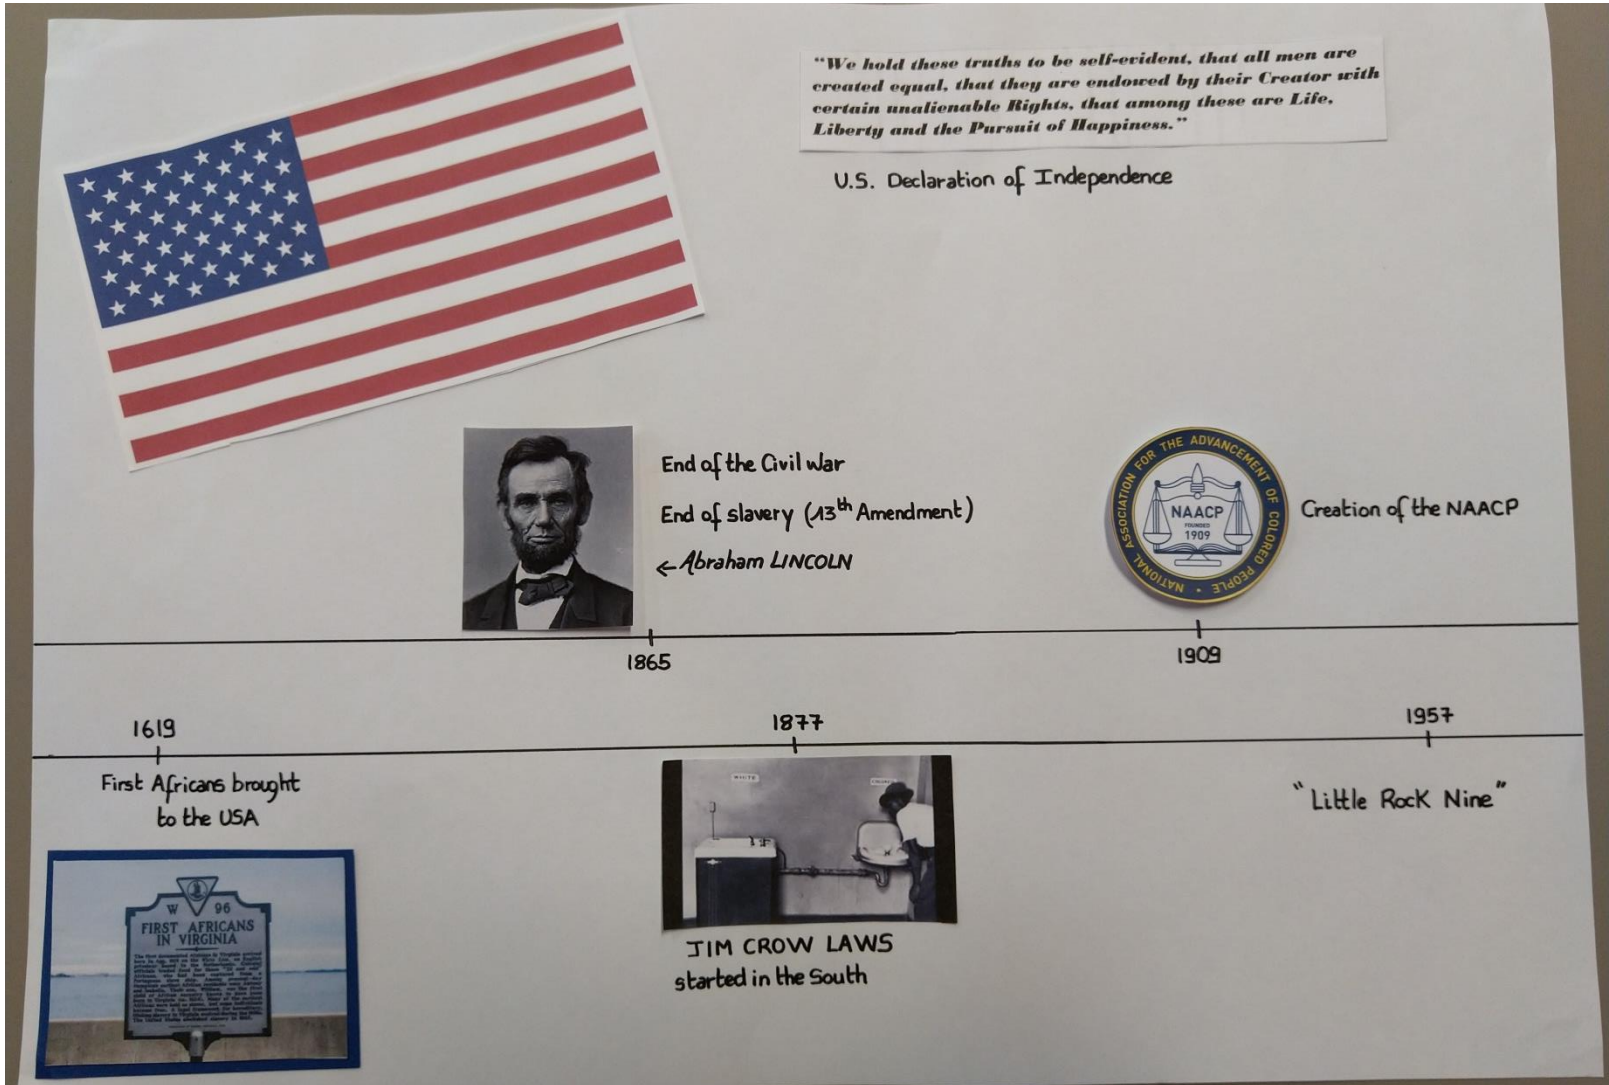 "We hold these truths to be self-evident, that all men are
created equal, that they are endowed by their Creator with
certain unalienable Rights, that among these are Life,
Liberty and the Pursuit of Happiness."
U.S. Declaration of Independence
End of the Civil War
End of slavery (13th Amendment)
← Abraham LINCOLN
NATIONAL ASSOCIATION FOR THE ADVANCEMENT OF COLORED PEOPLE
NAACP
FOUNDED
1909
Creation of the NAACP
1865
1909
1619
1877
1957
First Africans brought
to the USA
"Little Rock Nine"
WHITE
W 96
FIRST AFRICANS
IN VIRGINIA
JIM CROW LAWS
started in the South